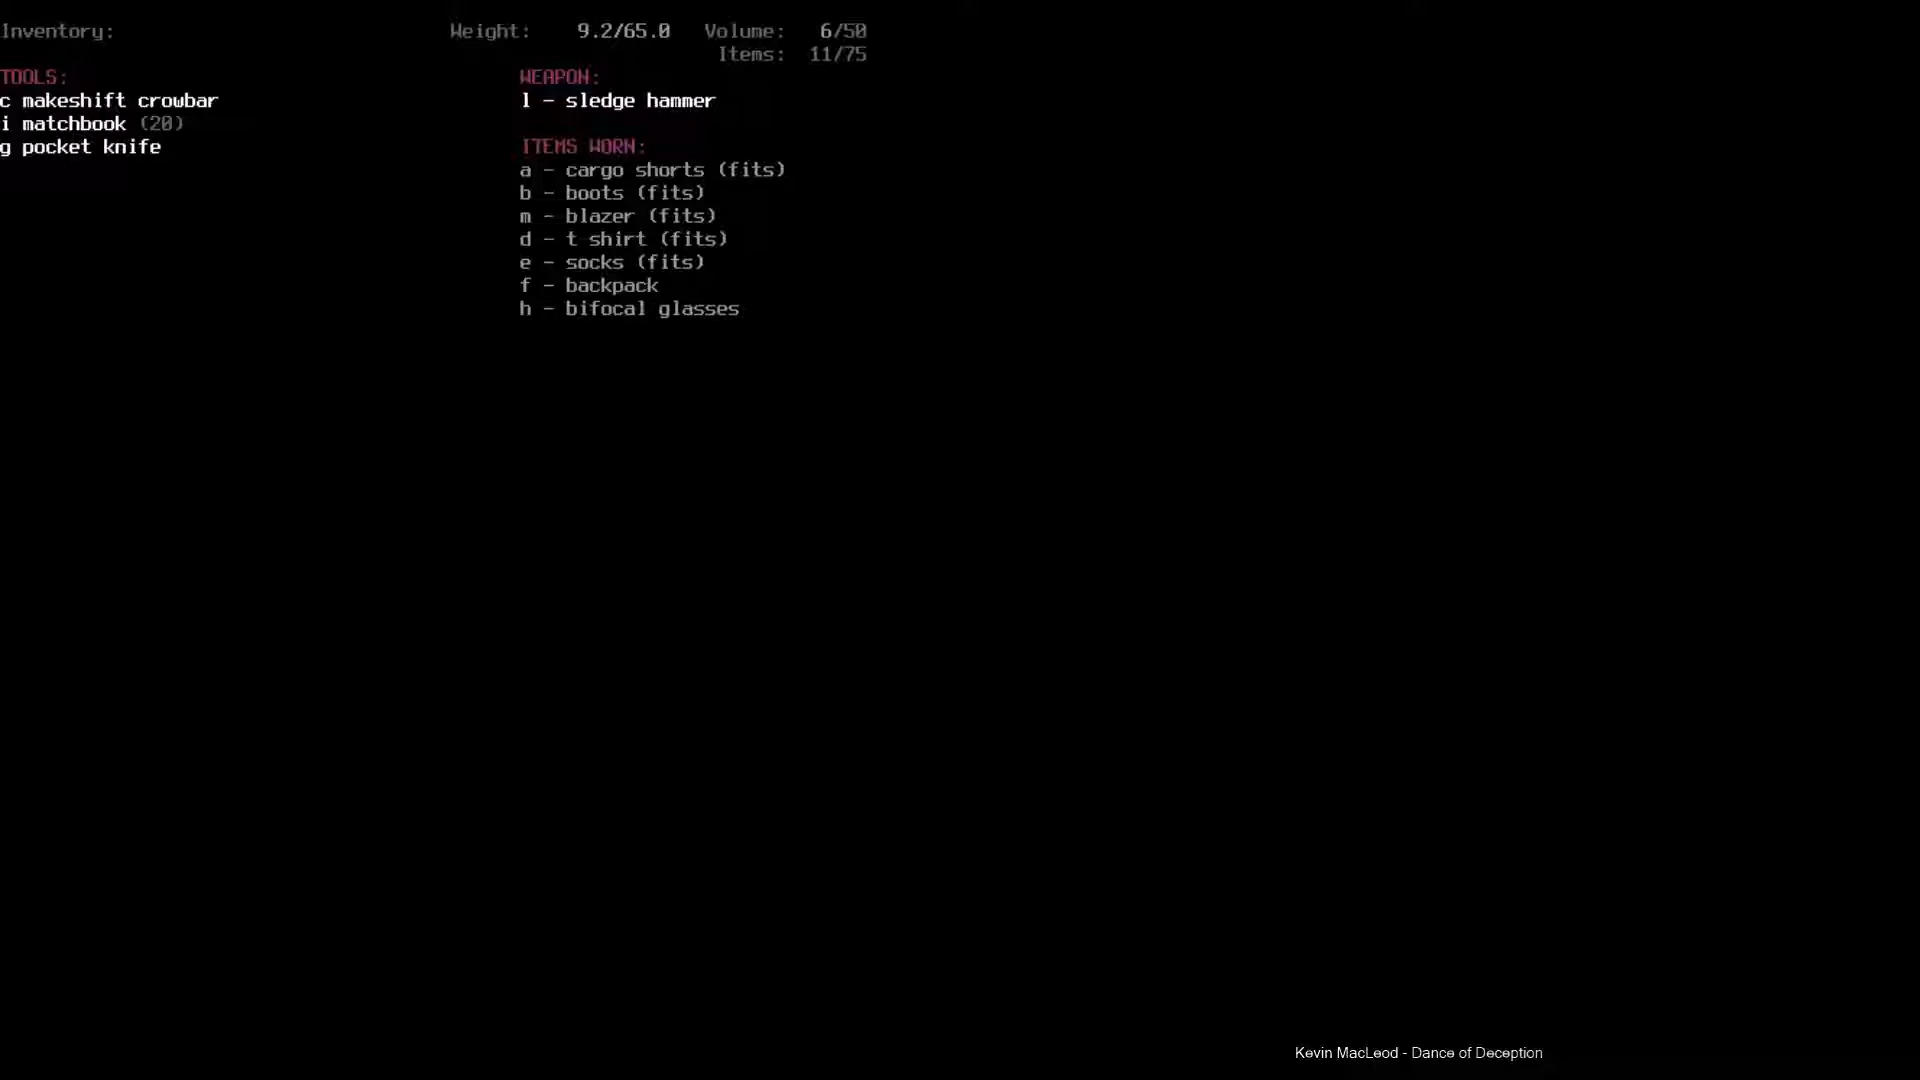 Inventory: Weight: 9.2/65.0 Volume: 6/50
Items: 11/75
TOOLS: WEAPON:
c makeshift crowbar l - sledge hammer
i matchbook (20)
g pocket knife ITEMS WORN:
a - cargo shorts (fits)
b - boots (fits)
m - blazer (fits)
d - t shirt (fits)
e - socks (fits)
f - backpack
h - bifocal glasses
Kevin MacLeod - Dance of Deception